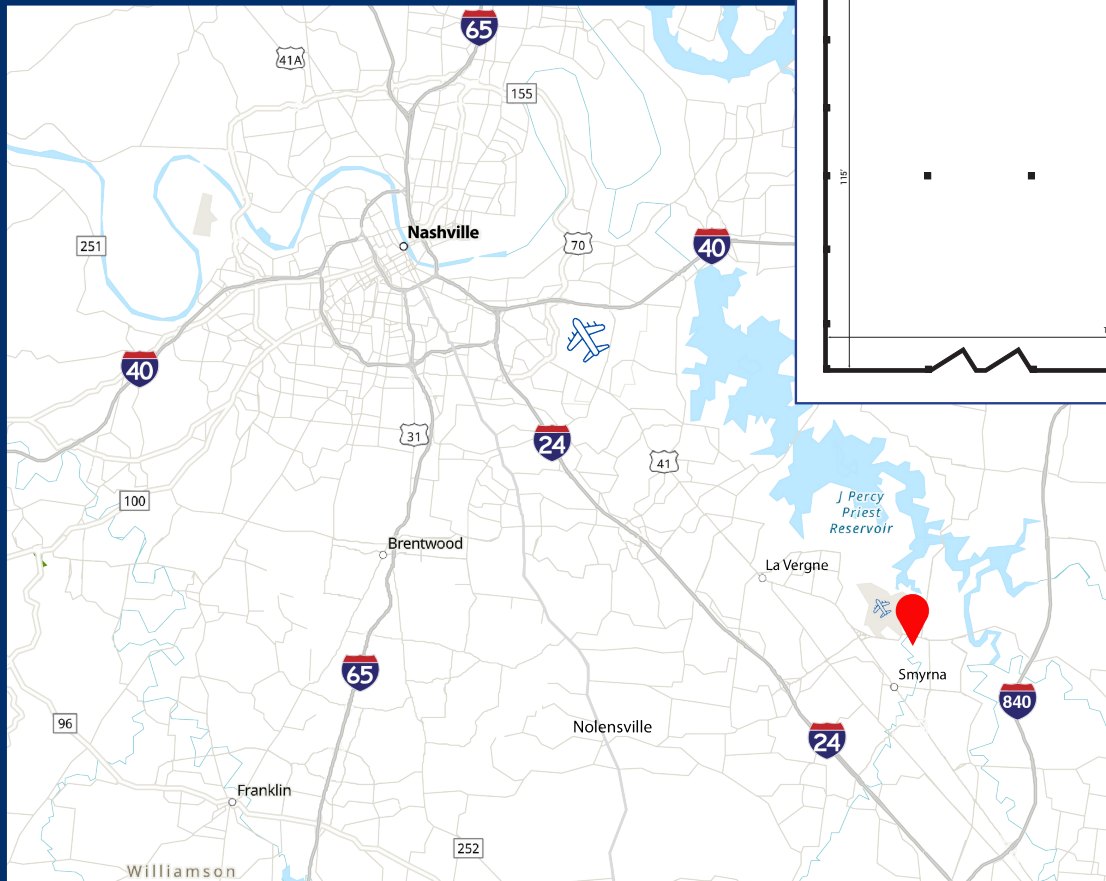 65
41A
155
115'
Nashville
251
70
40
40
31
24
41
100
J Percy
Priest
Reservoir
Brentwood
La Vergne
65
Smyrna
840
96
Nolensville
24
Franklin
252
Williamson